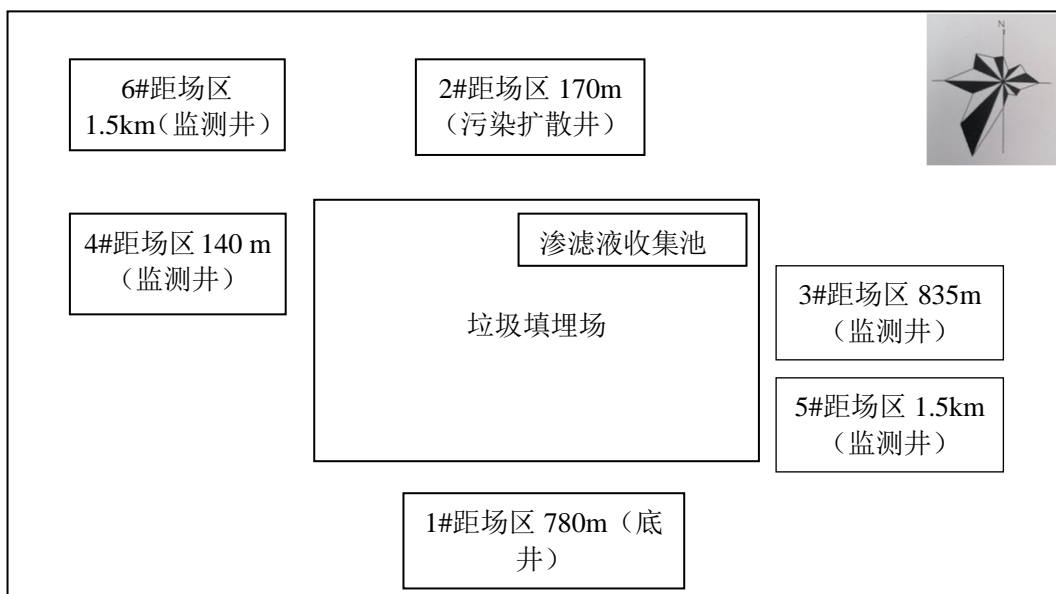 N
6#距场区
1.5km（监测井）
2#距场区 170m
（污染扩散井）
4#距场区 140 m
（监测井）
渗滤液收集池
3#距场区 835m
（监测井）
垃圾填埋场
5#距场区 1.5km
（监测井）
1#距场区 780m（底
井）